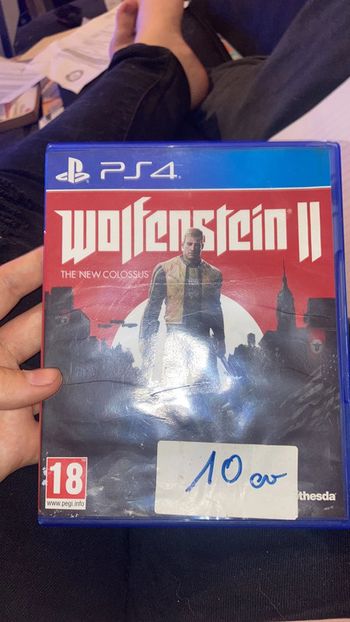 PS4
Wolfenstein II
THE NEW COLOSSUS
10
18
www.pegi.info
thesda